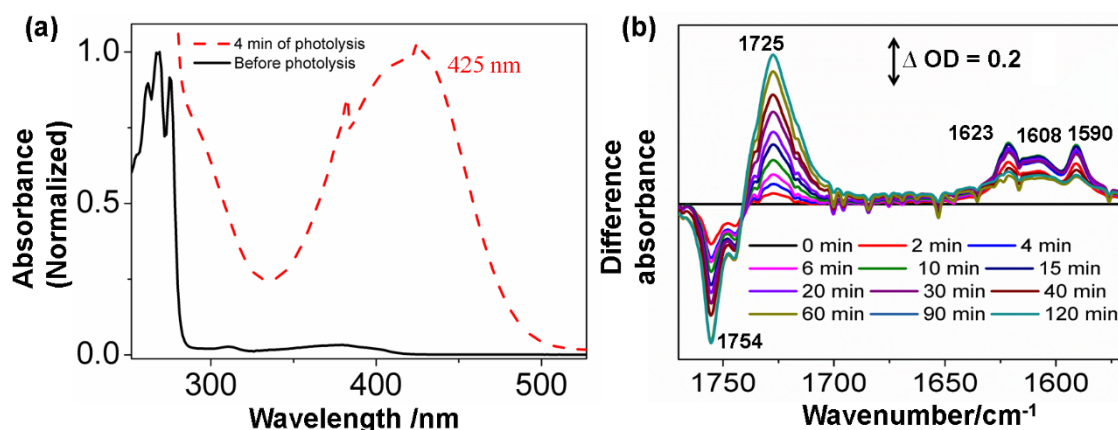 (a)
4 min of photolysis
Before photolysis
425 nm
Absorbance
(Normalized)
1.0
0.5
0.0
300
400
500
Wavelength /nm
(b)
1725
Δ OD = 0.2
1623
1608
1590
Difference
absorbance
0 min 2 min 4 min
6 min 10 min 15 min
20 min 30 min 40 min
60 min 90 min 120 min
1754
1750
1700
1650
1600
Wavenumber/cm⁻¹